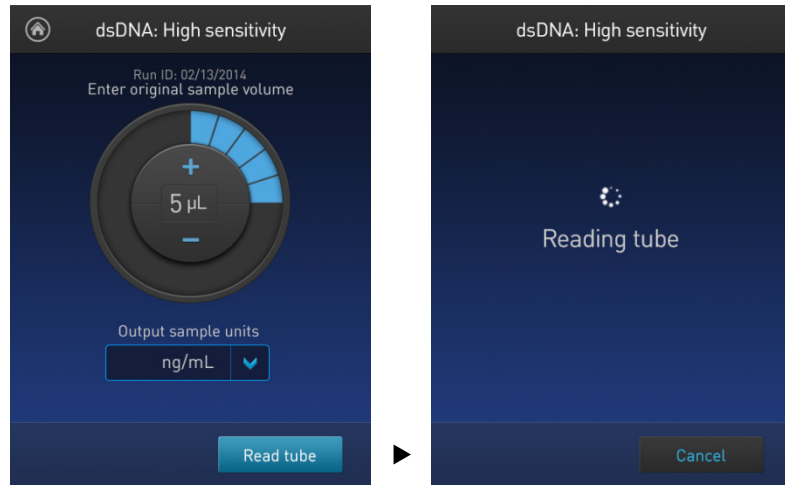 dsDNA: High sensitivity
Run ID: 02/13/2014
Enter original sample volume
+
5 µL
−
Output sample units
ng/mL
Read tube
dsDNA: High sensitivity
Reading tube
Cancel